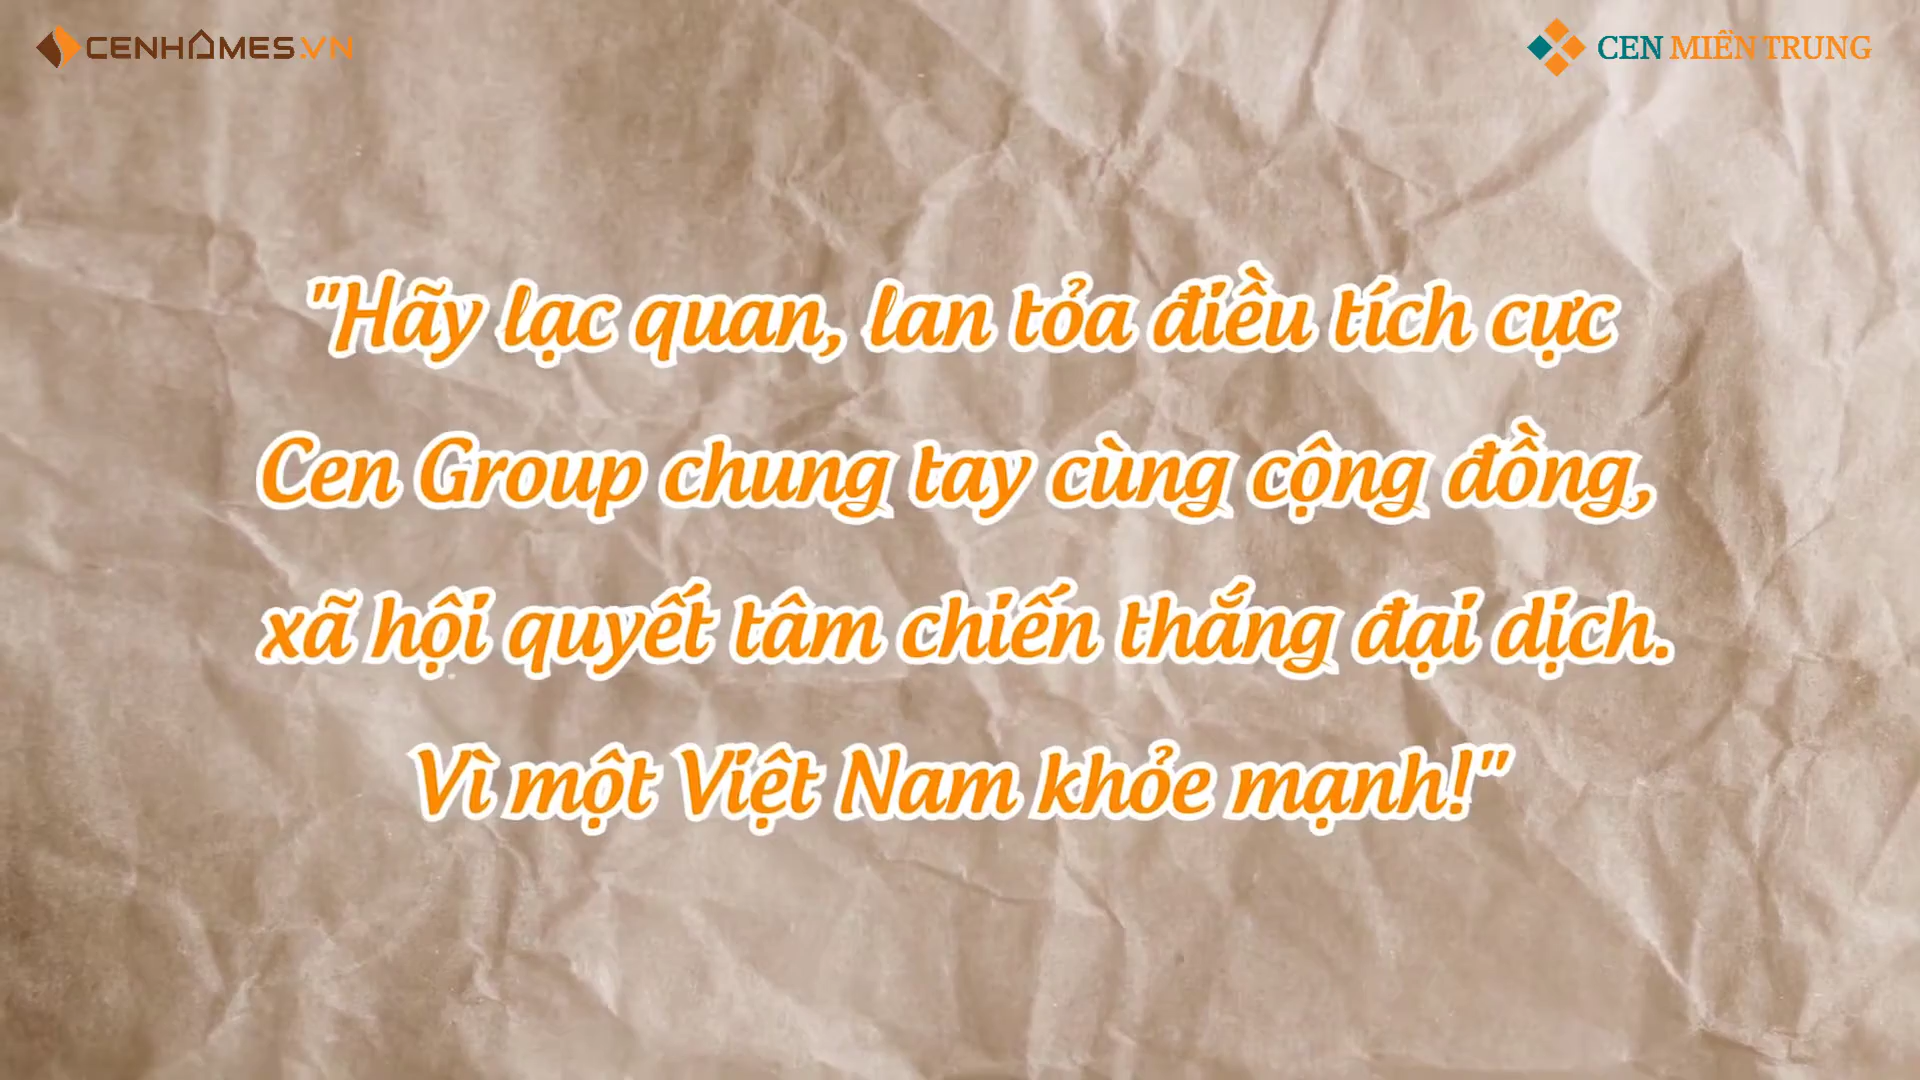 CENHOMES.VN
CEN MIỀN TRUNG
"Hãy lạc quan, lan tỏa điều tích cực
Cen Group chung tay cùng cộng đồng,
xã hội quyết tâm chiến thắng đại dịch.
Vì một Việt Nam khỏe mạnh!"